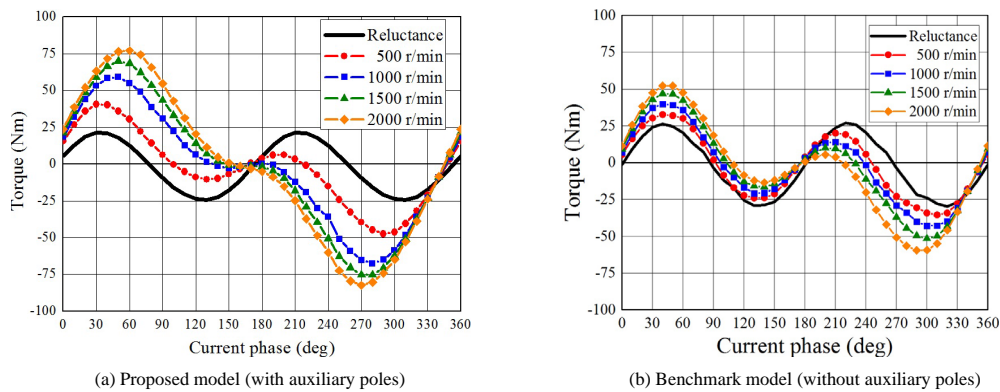 100
75
50
25
0
-25
-50
-75
-100
Torque (Nm)
Reluctance
500 r/min
1000 r/min
1500 r/min
2000 r/min
0 30 60 90 120 150 180 210 240 270 300 330 360
Current phase (deg)
(a) Proposed model (with auxiliary poles)
100
75
50
25
0
-25
-50
-75
-100
Torque (Nm)
Reluctance
500 r/min
1000 r/min
1500 r/min
2000 r/min
0 30 60 90 120 150 180 210 240 270 300 330 360
Current phase (deg)
(b) Benchmark model (without auxiliary poles)